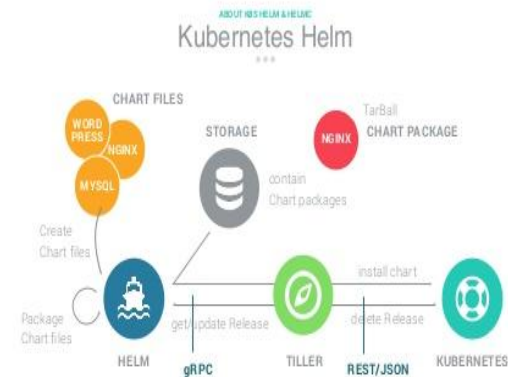 ABOUT K8S HELM & HELMC
Kubernetes Helm
CHART FILES
WORD
PRESS
NGINX
MYSQL
STORAGE
contain
Chart packages
NGINX
TarBall
CHART PACKAGE
Create
Chart files
Package
Chart files
get/update Release
install chart
delete Release
HELM
gRPC
TILLER
REST/JSON
KUBERNETES